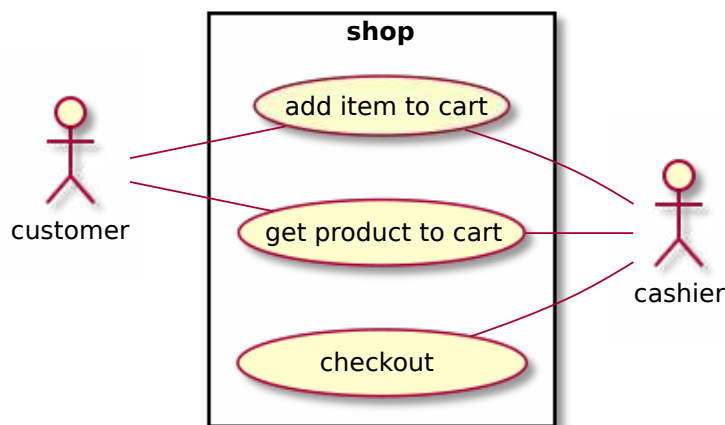 shop
add item to cart
customer
get product to cart
cashier
checkout